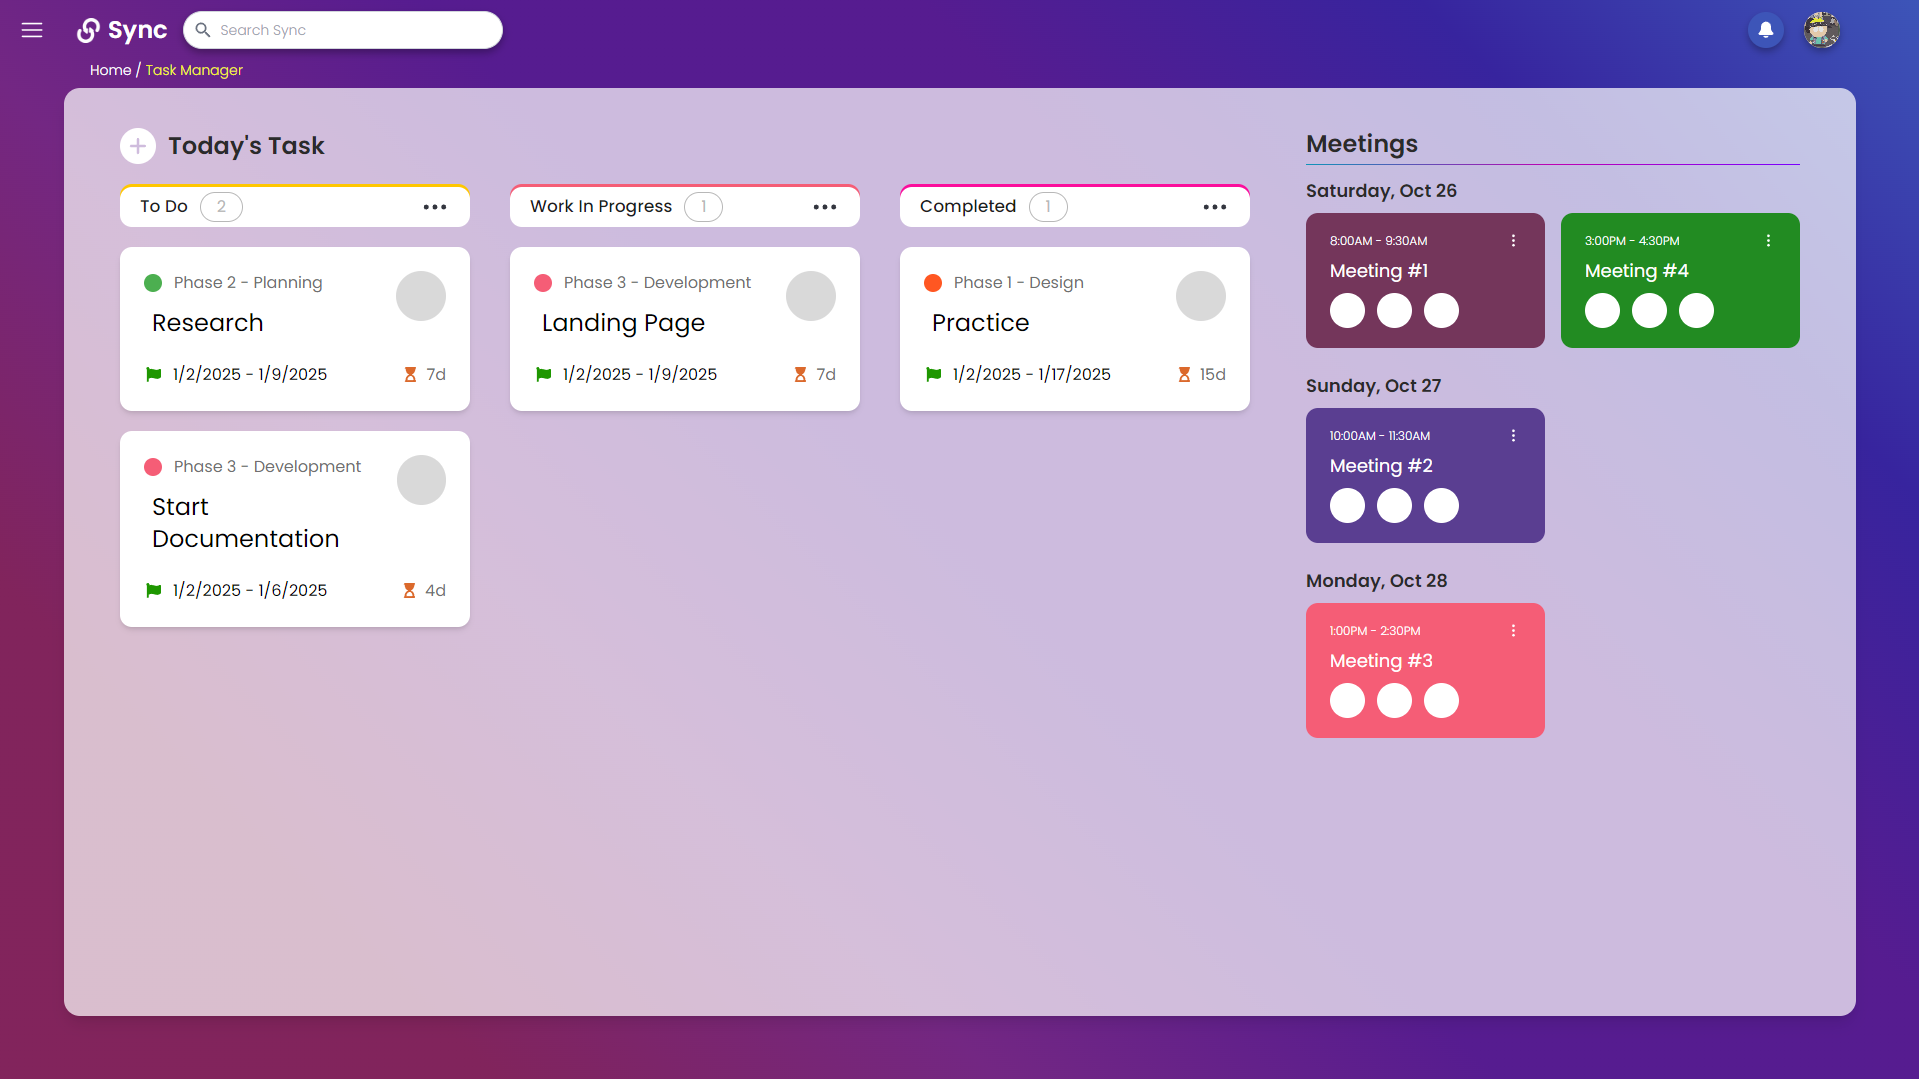 Sync
Search Sync
Home / Task Manager
Today's Task
To Do 2
Phase 2 - Planning
Research
1/2/2025 - 1/9/2025 7d
Phase 3 - Development
Start
Documentation
1/2/2025 - 1/6/2025 4d
Work In Progress 1
Phase 3 - Development
Landing Page
1/2/2025 - 1/9/2025 7d
Completed 1
Phase 1 - Design
Practice
1/2/2025 - 1/17/2025 15d
Meetings
Saturday, Oct 26
8:00AM - 9:30AM
Meeting #1
3:00PM - 4:30PM
Meeting #4
Sunday, Oct 27
10:00AM - 11:30AM
Meeting #2
Monday, Oct 28
1:00PM - 2:30PM
Meeting #3